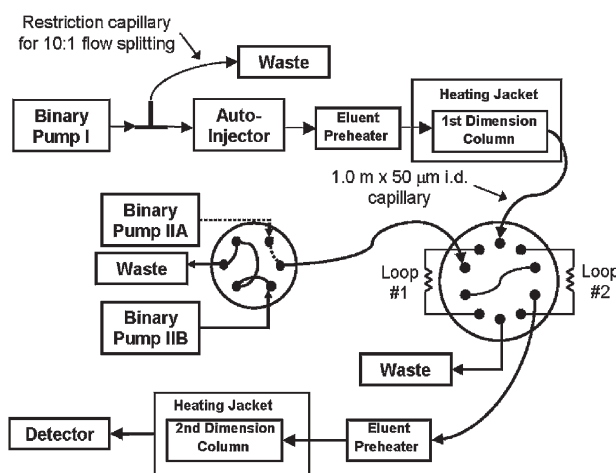 Restriction capillary
for 10:1 flow splitting
Waste
Heating Jacket
Binary
Pump I
Auto-
Injector
Eluent
Preheater
1st Dimension
Column
1.0 m x 50 μm i.d.
capillary
Binary
Pump IIA
Waste
Binary
Pump IIB
Loop
#1
Loop
#2
Waste
Heating Jacket
Detector
2nd Dimension
Column
Eluent
Preheater